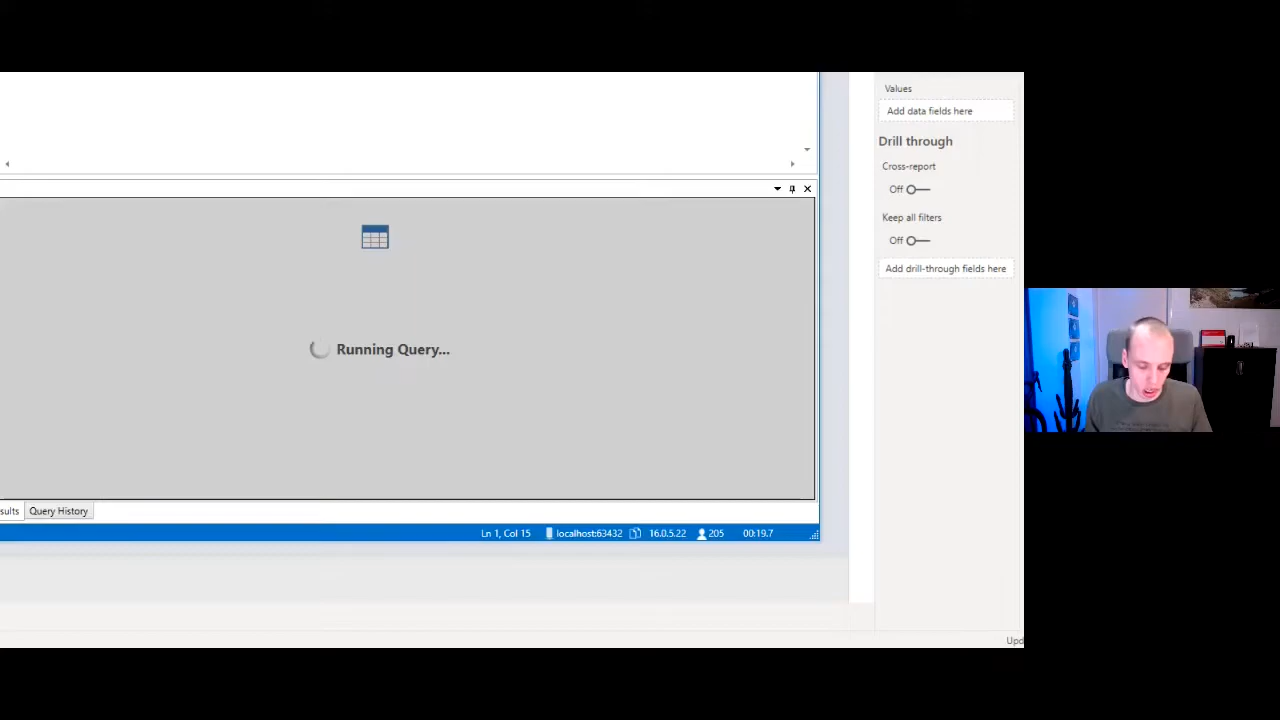 Values
Add data fields here
Drill through
Cross-report
Off
Keep all filters
Off
Add drill-through fields here
Running Query...
sults
Query History
Ln 1, Col 15
localhost:63432
16.0.5.22
205
00:19.7
Upd